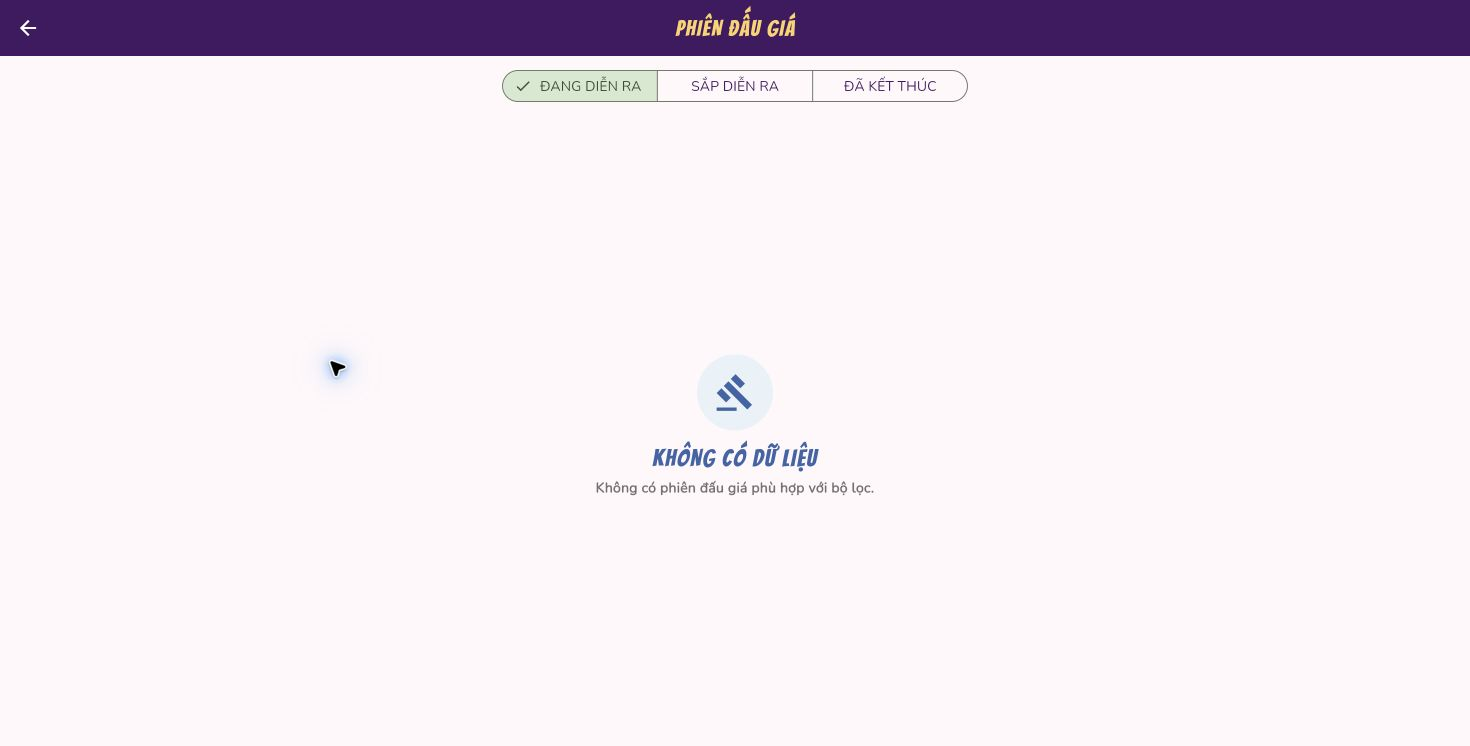 PHIÊN ĐẤU GIÁ
ĐANG DIỄN RA
SẮP DIỄN RA
ĐÃ KẾT THÚC
KHÔNG CÓ DỮ LIỆU
Không có phiên đấu giá phù hợp với bộ lọc.